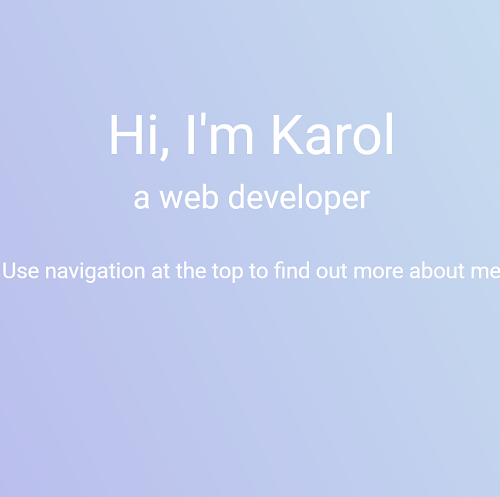 Hi, I'm Karol
a web developer
Use navigation at the top to find out more about me